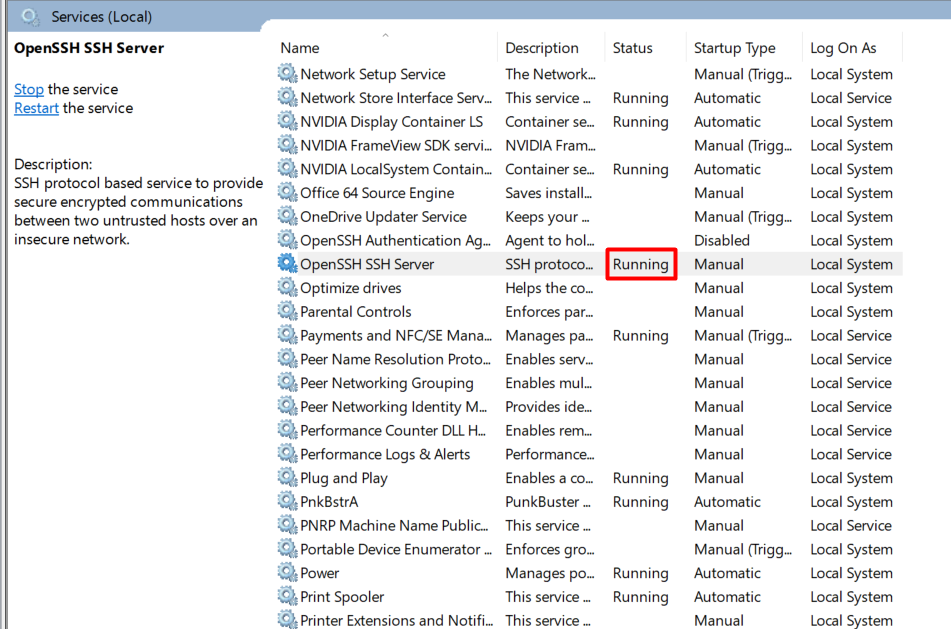 Services (Local)
OpenSSH SSH Server
Stop the service
Restart the service
Description:
SSH protocol based service to provide
secure encrypted communications
between two untrusted hosts over an
insecure network.
Name Description Status Startup Type Log On As
Network Setup Service The Network... Manual (Trigg... Local System
Network Store Interface Serv... This service ... Running Automatic Local Service
NVIDIA Display Container LS Container se... Running Automatic Local System
NVIDIA FrameView SDK servi... NVIDIA Fram... Manual (Trigg... Local System
NVIDIA LocalSystem Contain... Container se... Running Automatic Local System
Office 64 Source Engine Saves install... Manual Local System
OneDrive Updater Service Keeps your ... Manual (Trigg... Local System
OpenSSH Authentication Ag... Agent to hol... Disabled Local System
OpenSSH SSH Server SSH protoco... Running Manual Local System
Optimize drives Helps the co... Manual Local System
Parental Controls Enforces par... Manual Local System
Payments and NFC/SE Mana... Manages pa... Running Manual (Trigg... Local Service
Peer Name Resolution Proto... Enables serv... Manual Local Service
Peer Networking Grouping Enables mul... Manual Local Service
Peer Networking Identity M... Provides ide... Manual Local Service
Performance Counter DLL H... Enables rem... Manual Local Service
Performance Logs & Alerts Performance... Manual Local Service
Plug and Play Enables a co... Running Manual Local System
PnkBstrA PunkBuster ... Running Automatic Local System
PNRP Machine Name Public... This service ... Manual Local Service
Portable Device Enumerator ... Enforces gro... Manual (Trigg... Local System
Power Manages po... Running Automatic Local System
Print Spooler This service ... Running Automatic Local System
Printer Extensions and Notifi... This service ... Manual Local System